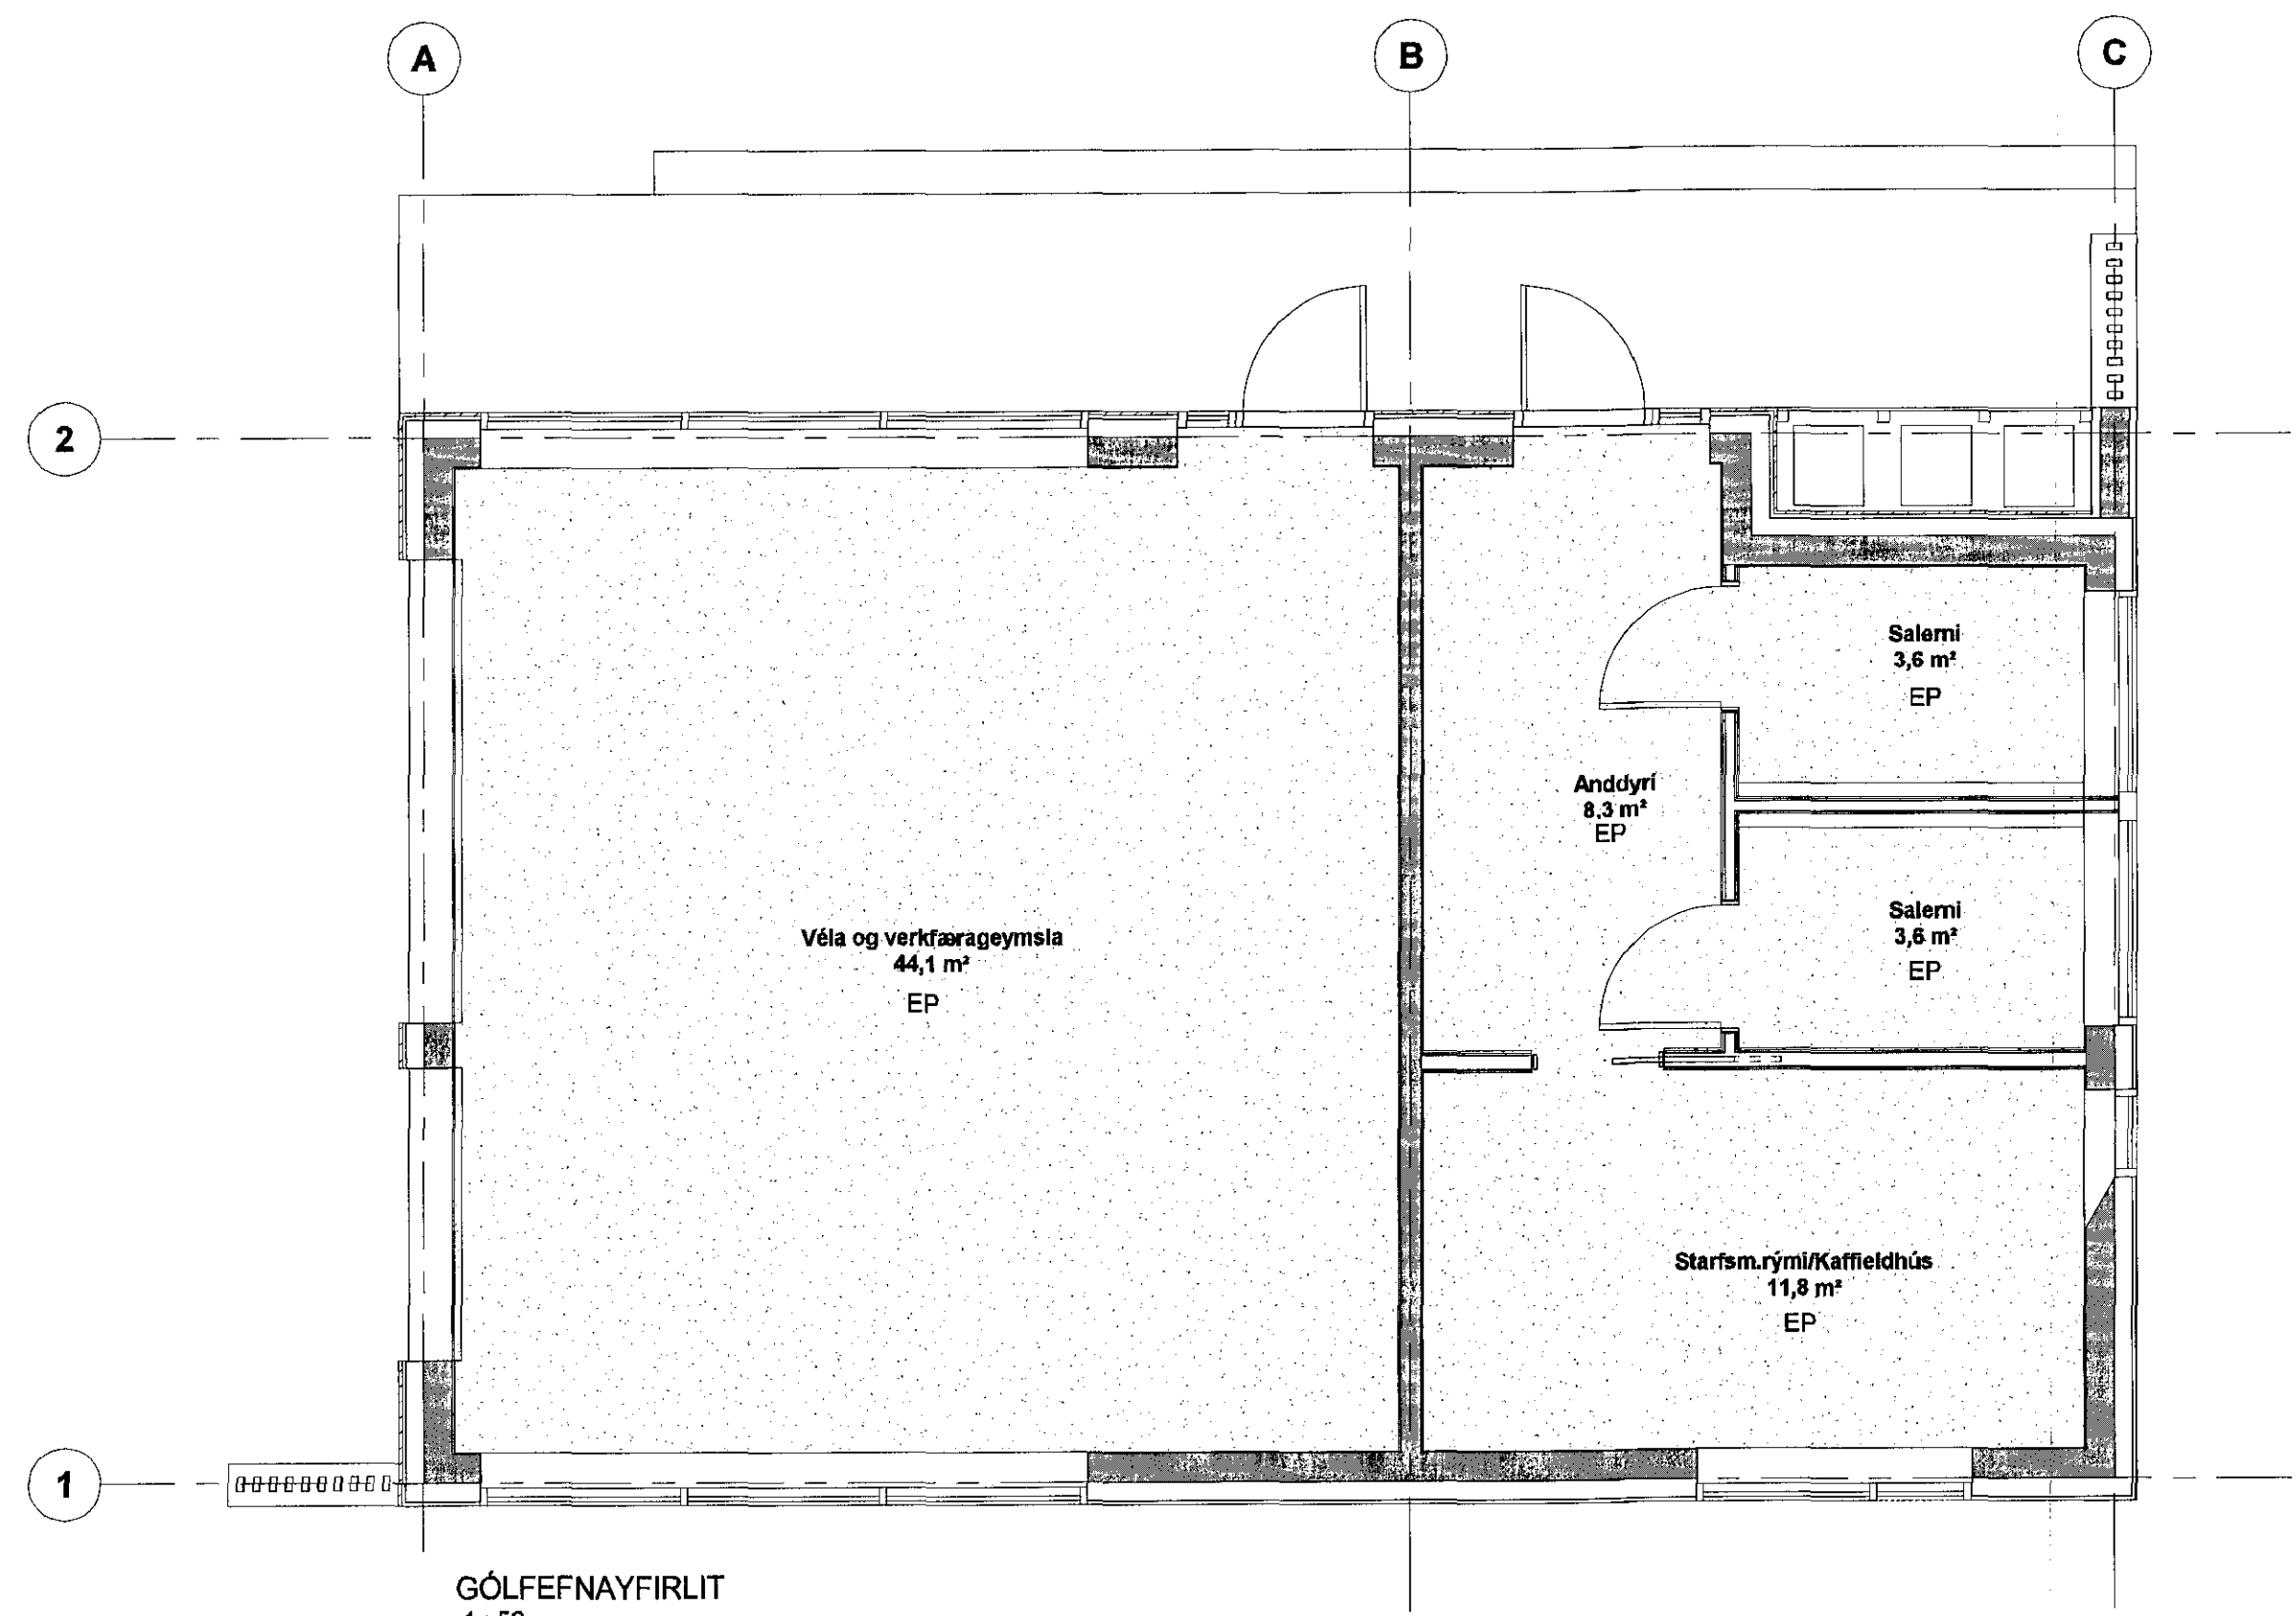 A
B
C
2
Salerni
3,6 m²
EP
Anddyri
8,3 m²
EP
Salerni
3,6 m²
EP
Véla og verkfærageymsla
44,1 m²
EP
Starfsm.rými/Kaffieldhús
11,8 m²
EP
1
GÓLFEFNAYFIRLIT